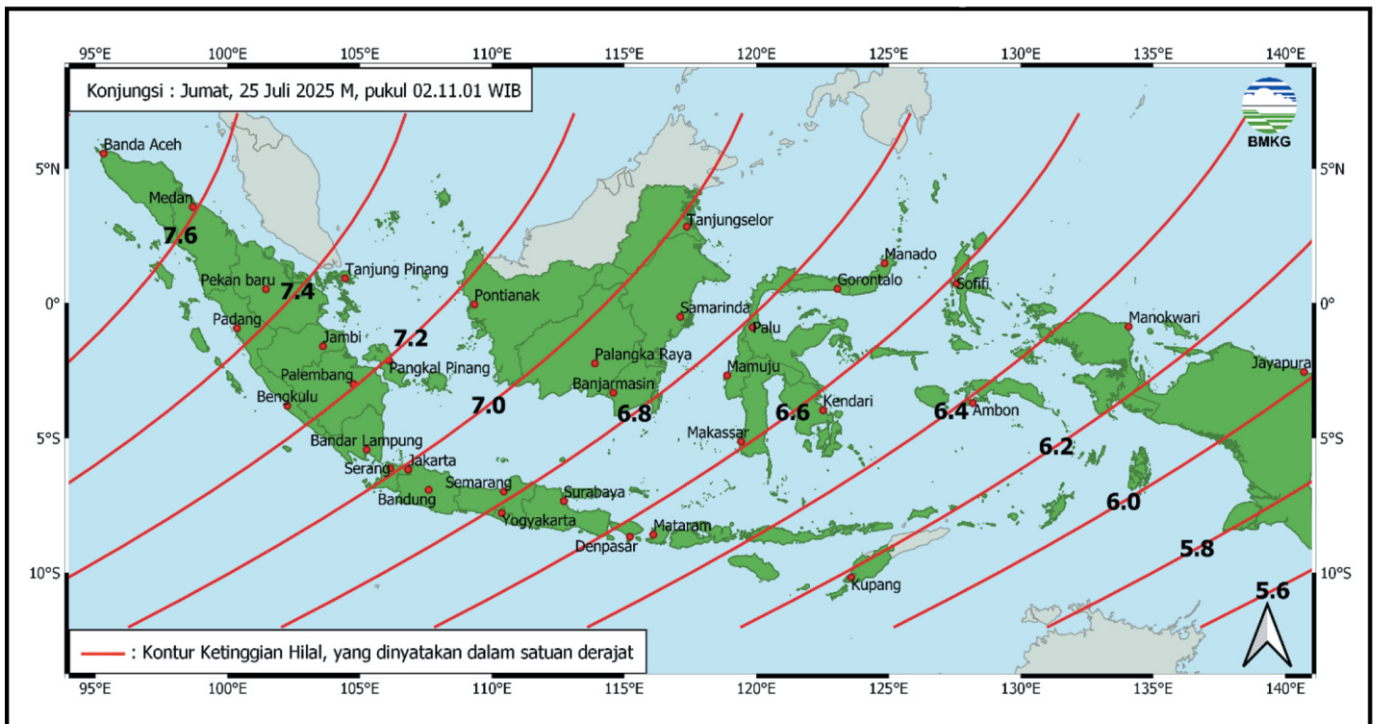 95°E 100°E 105°E 110°E 115°E 120°E 125°E 130°E 135°E 140°E
Konjungsi : Jumat, 25 Juli 2025 M, pukul 02.11.01 WIB
BMKG
Banda Aceh
5°N 5°N
Medan
7.6
Tanjungselor
Manado
Pekan baru
Tanjung Pinang
Gorontalo
Sofifi
7.4
0° 0°
Pontianak
Samarinda
Manokwari
Padang
Palu
Jambi
7.2
Palangka Raya
Mamuju
Jayapura
Pangkal Pinang
Palembang
Banjarmasin
Bengkulu
7.0
6.8
6.6
Kendari
6.4
Ambon
Makassar
Bandar Lampung
5°S 5°S
6.2
Serang
Jakarta
Semarang
Surabaya
Bandung
6.0
Yogyakarta
Mataram
Denpasar
5.8
10°S 10°S
Kupang
5.6
: Kontur Ketinggian Hilal, yang dinyatakan dalam satuan derajat
95°E 100°E 105°E 110°E 115°E 120°E 125°E 130°E 135°E 140°E